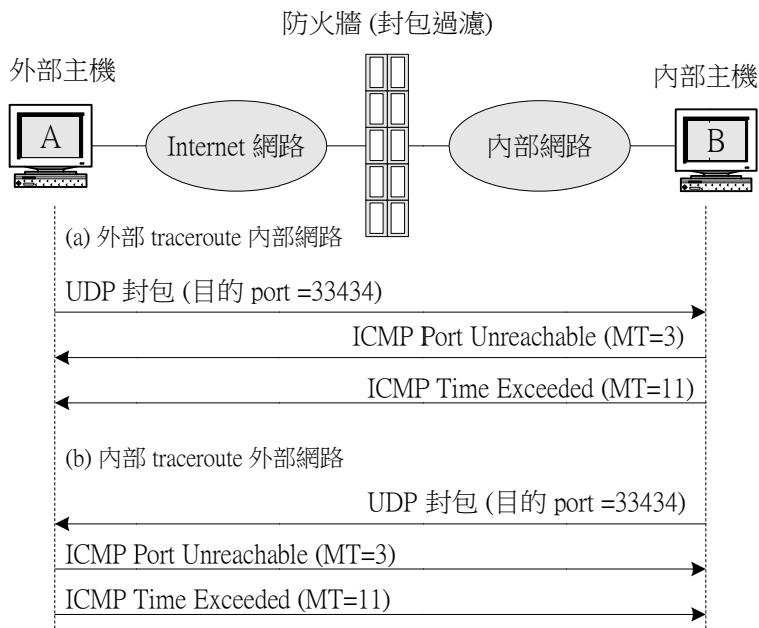 防火牆 (封包過濾)
外部主機
內部主機
A
Internet 網路
內部網路
B
(a) 外部 traceroute 內部網路
UDP 封包 (目的 port =33434)
ICMP Port Unreachable (MT=3)
ICMP Time Exceeded (MT=11)
(b) 內部 traceroute 外部網路
UDP 封包 (目的 port =33434)
ICMP Port Unreachable (MT=3)
ICMP Time Exceeded (MT=11)